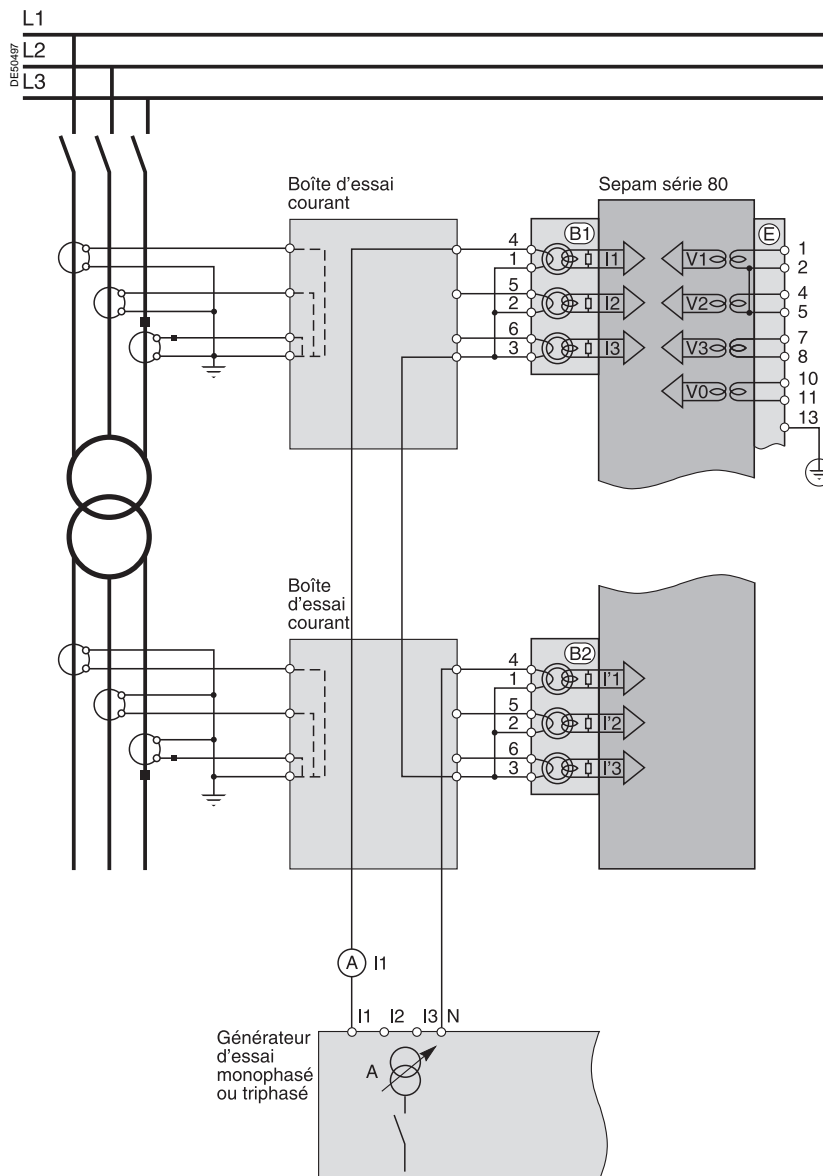 L1
DE50497
L2
L3
Boîte d'essai
courant
Sepam série 80
B1
E
4
1
I1
V1
1
2
5
2
I2
V2
4
5
6
3
I3
V3
7
8
V0
10
11
13
Boîte
d'essai
courant
B2
4
1
I'1
5
2
I'2
6
3
I'3
A
I1
I1
I2
I3
N
Générateur
d'essai
monophasé
ou triphasé
A